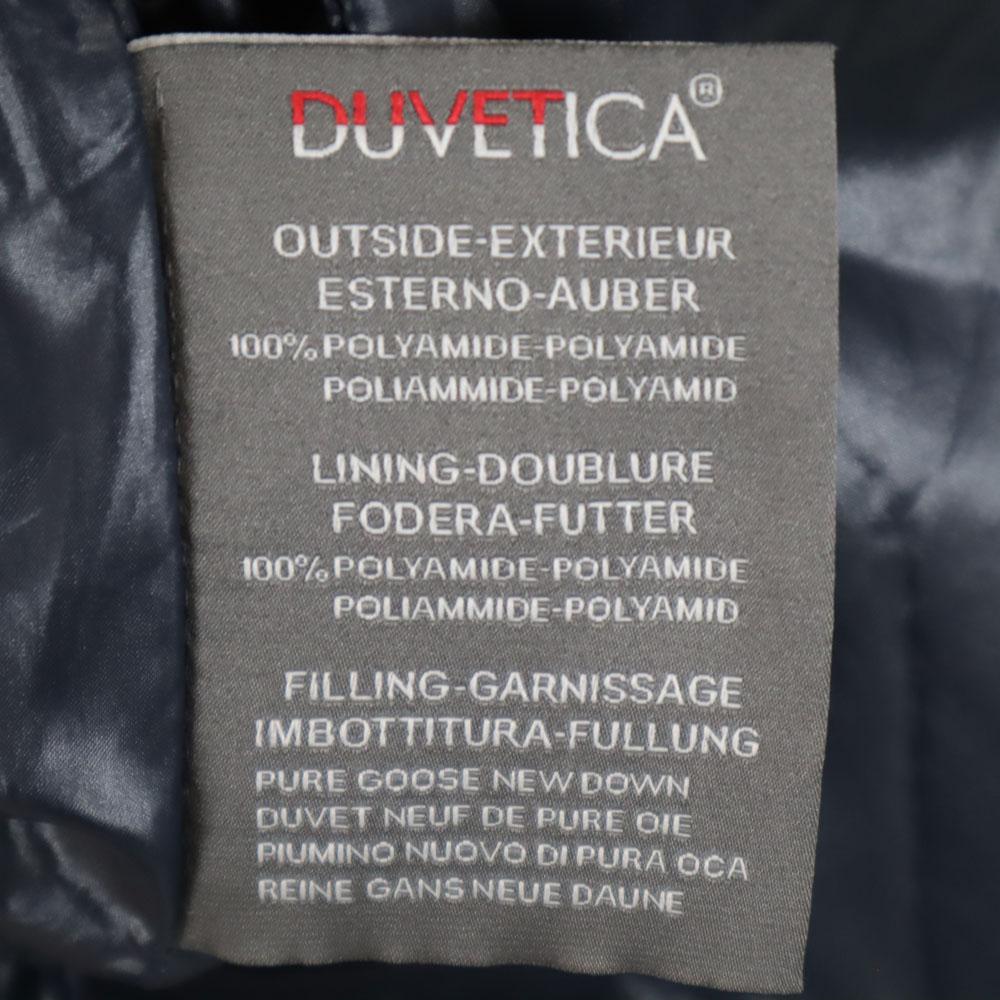 DUVETICA®
OUTSIDE-EXTERIEUR
ESTERNO-AUBER
100%POLYAMIDE-POLYAMIDE
POLIAMMIDE-POLYAMID
LINING-DOUBLURE
FODERA-FUTTER
100%POLYAMIDE-POLYAMIDE
POLIAMMIDE-POLYAMID
FILLING-GARNISSAGE
IMBOTTITURA-FULLUNG
PURE GOOSE NEW DOWN
DUVET NEUF DE PURE OIE
PIUMINO NUOVO DI PURA OCA
REINE GANS NEUE DAUNE